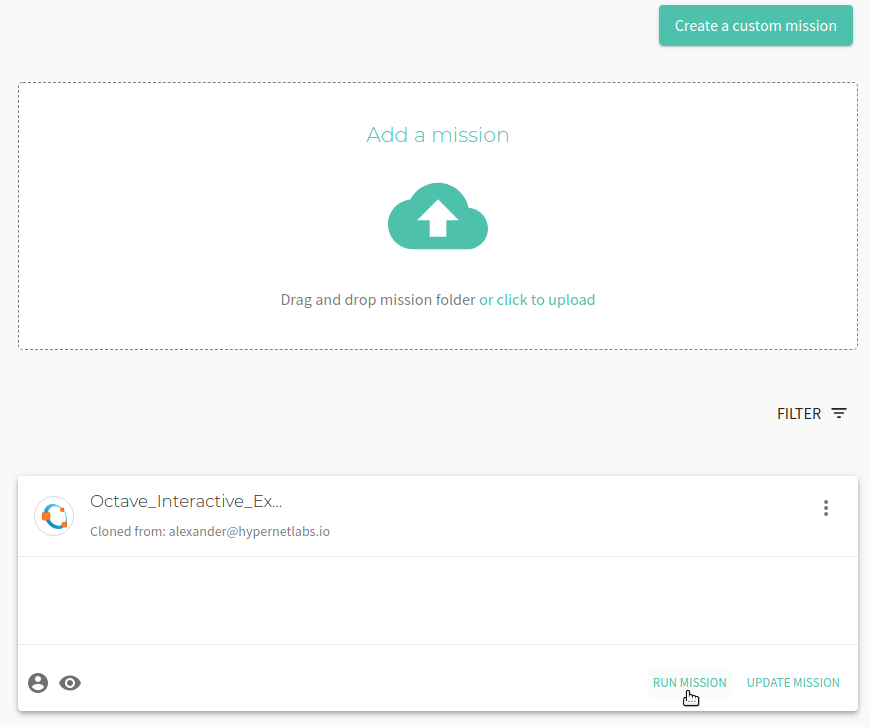 Create a custom mission
Add a mission
Drag and drop mission folder or click to upload
FILTER
Octave_Interactive_Ex...
Cloned from: alexander@hypernetlabs.io
RUN MISSION UPDATE MISSION